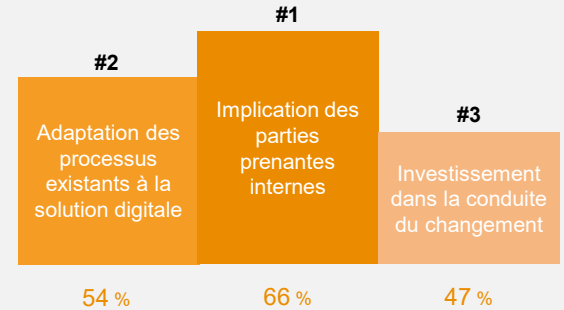 #1
Implication des
parties
prenantes
internes
66 %
#2
Adaptation des
processus
existants à la
solution digitale
54 %
#3
Investissement
dans la conduite
du changement
47 %